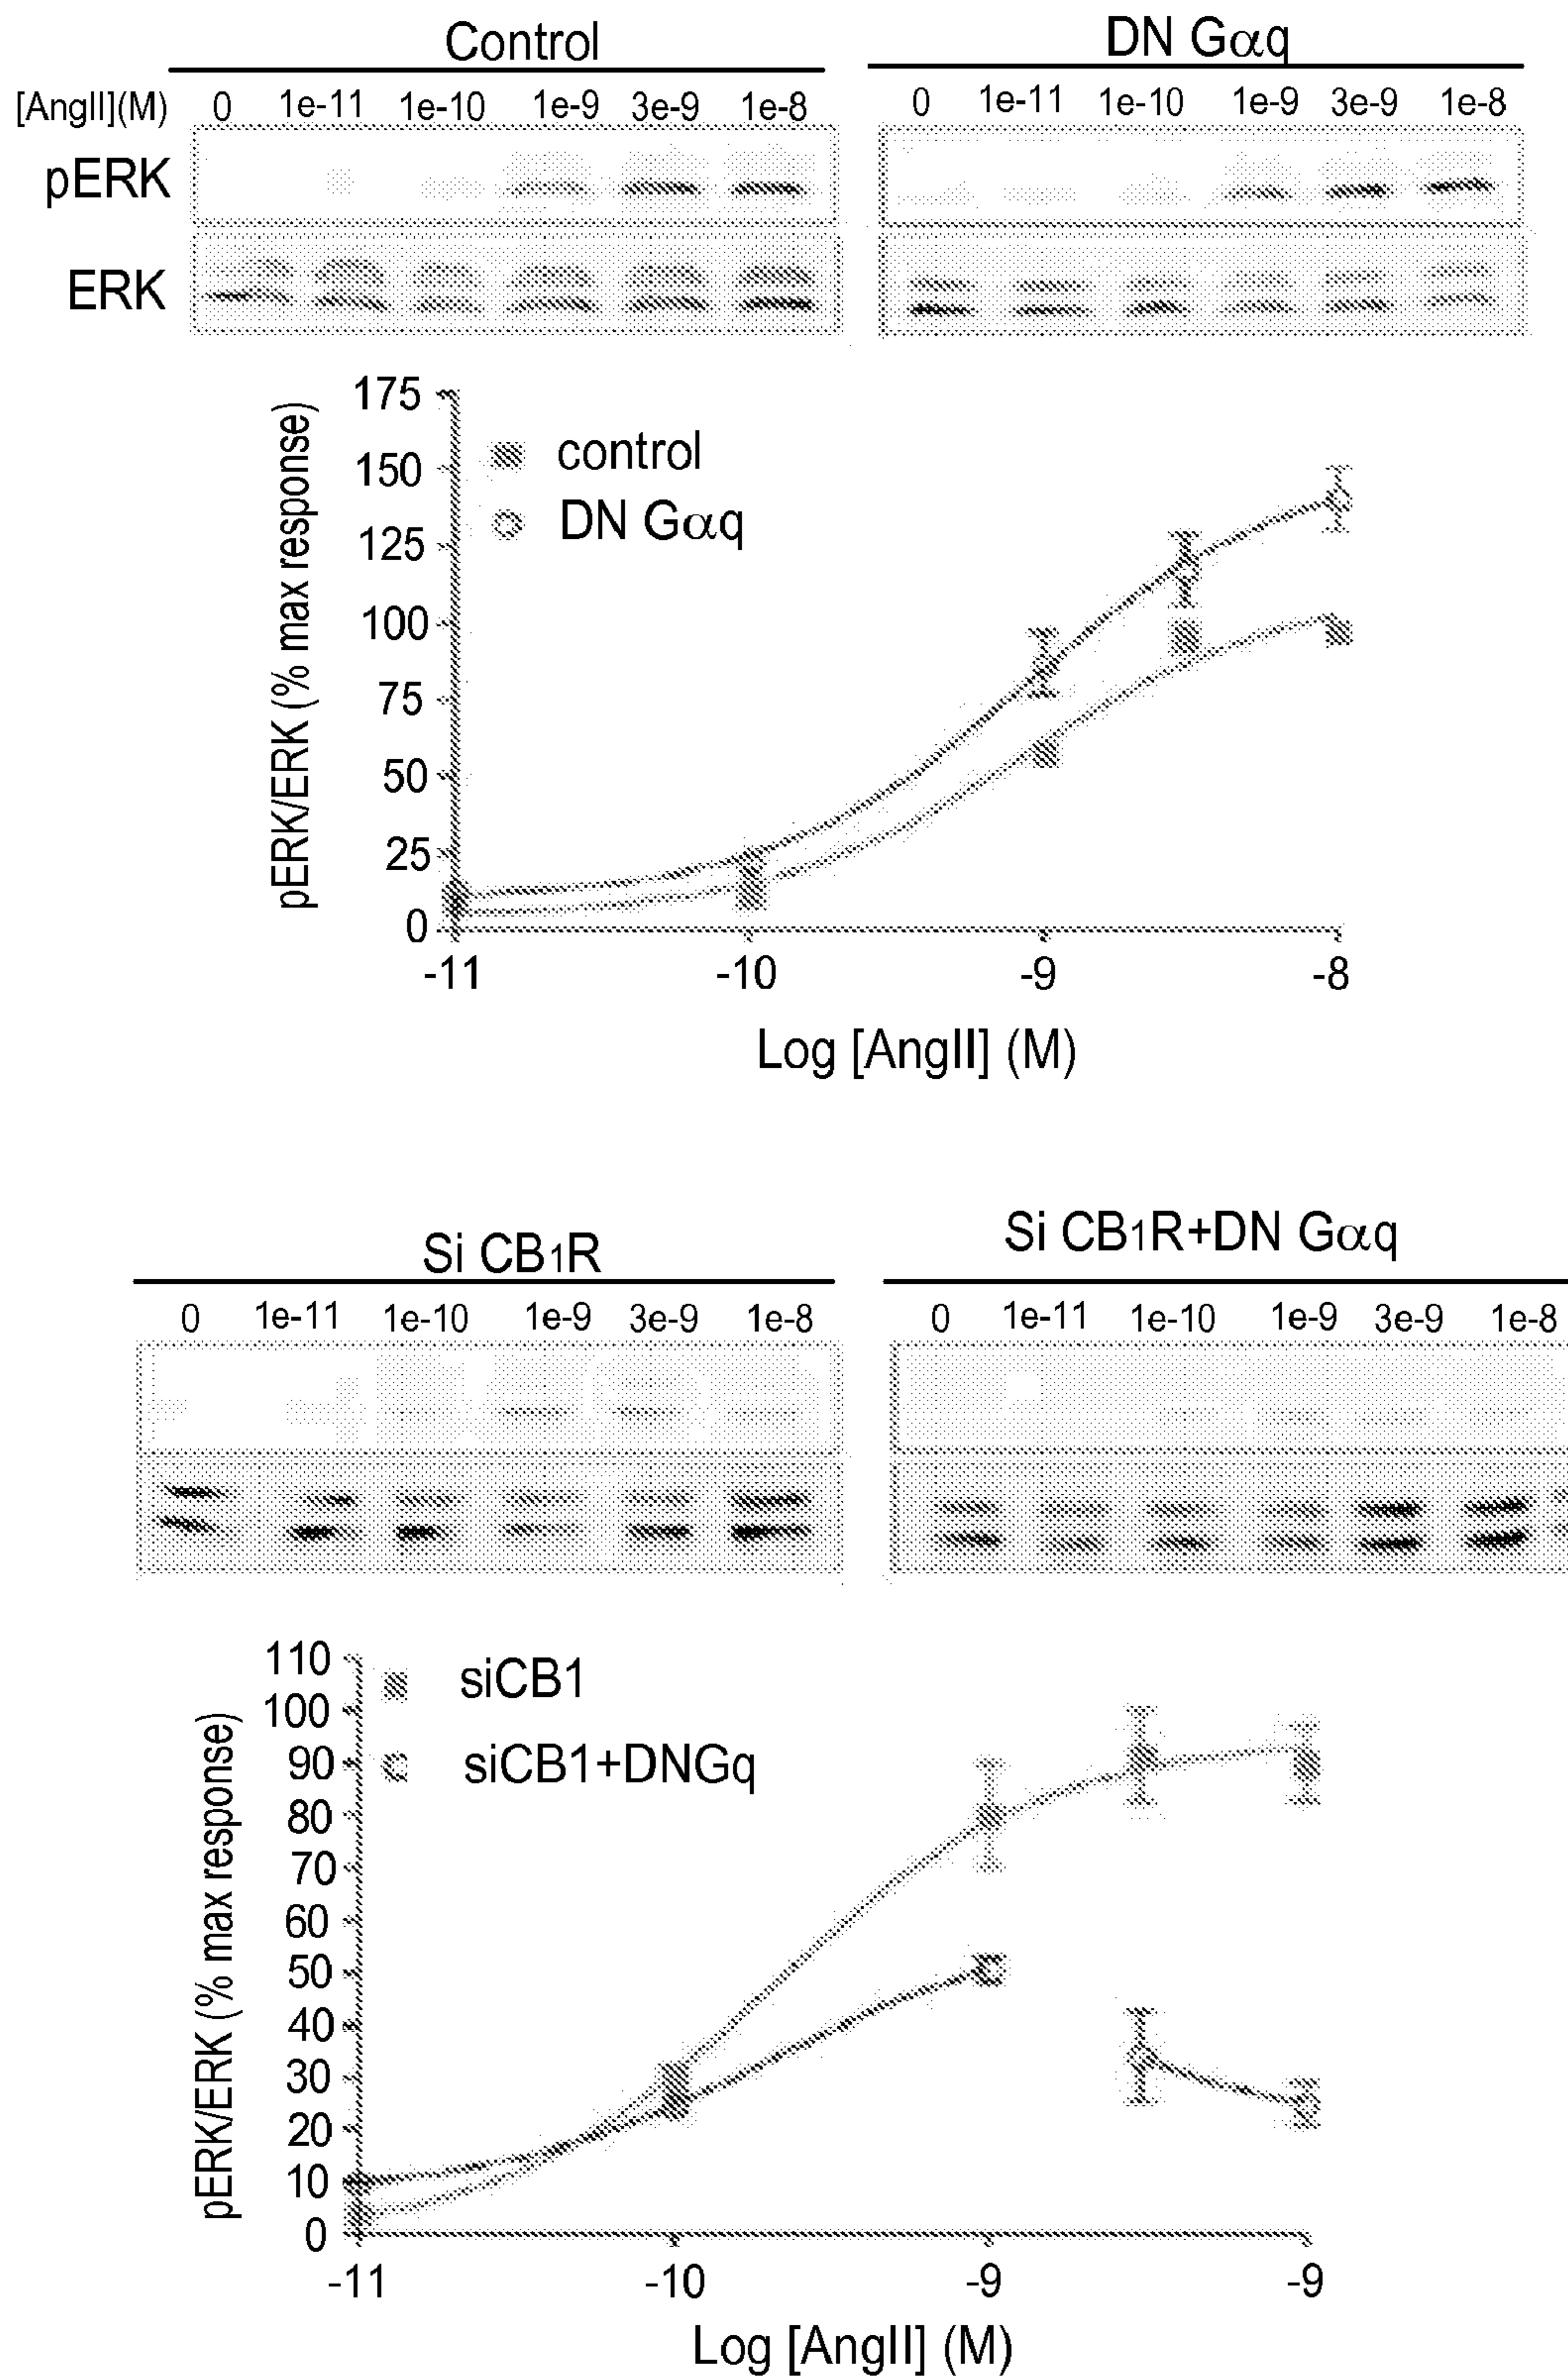 Control
DN Gαq
[AngII](M) 0 1e-11 1e-10 1e-9 3e-9 1e-8
0 1e-11 1e-10 1e-9 3e-9 1e-8
pERK
ERK
pERK/ERK (% max response)
175
150
125
100
75
50
25
0
control
DN Gαq
-11 -10 -9 -8
Log [AngII] (M)
Si CB1R
Si CB1R+DN Gαq
0 1e-11 1e-10 1e-9 3e-9 1e-8
0 1e-11 1e-10 1e-9 3e-9 1e-8
pERK/ERK (% max response)
110
100
90
80
70
60
50
40
30
20
10
0
siCB1
siCB1+DNGq
-11 -10 -9 -9
Log [AngII] (M)